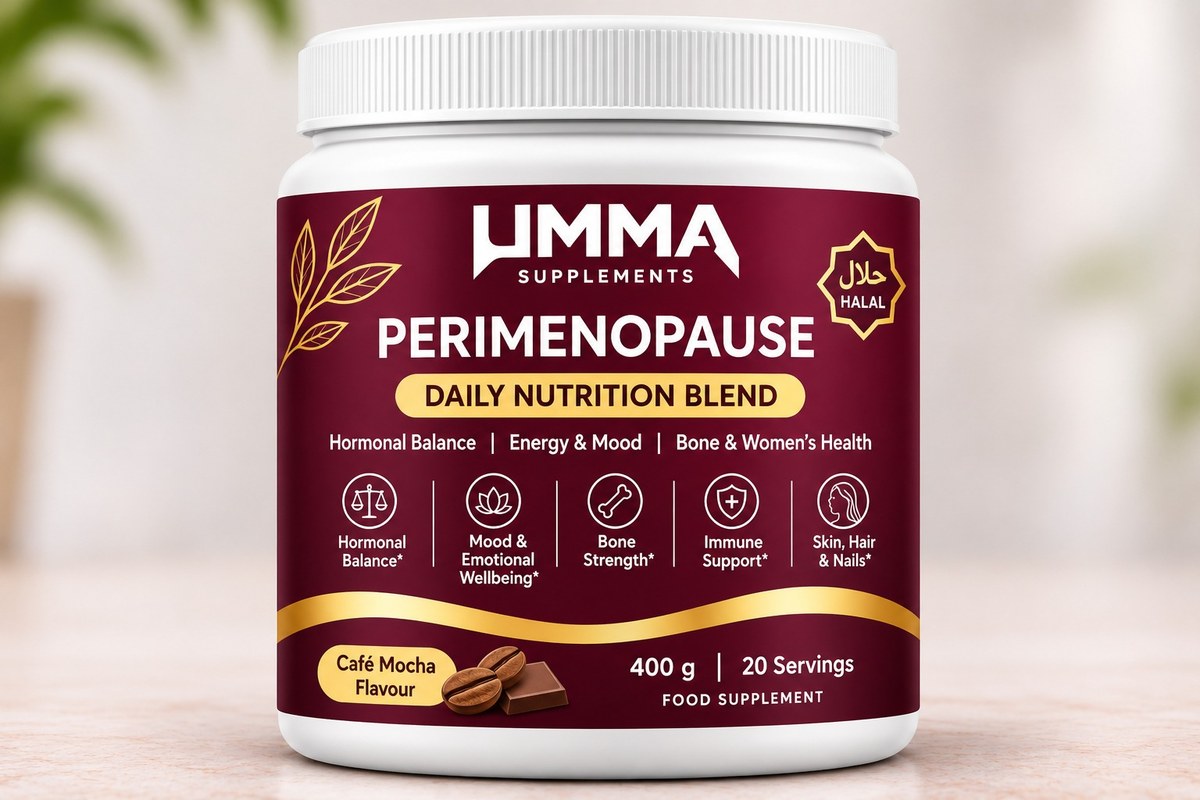 UMMA
SUPPLEMENTS
حلال
HALAL
PERIMENOPAUSE
DAILY NUTRITION BLEND
Hormonal Balance | Energy & Mood | Bone & Women's Health
Hormonal
Balance*
Mood &
Emotional
Wellbeing*
Bone
Strength*
Immune
Support*
Skin, Hair
& Nails*
Café Mocha
Flavour
400 g | 20 Servings
FOOD SUPPLEMENT